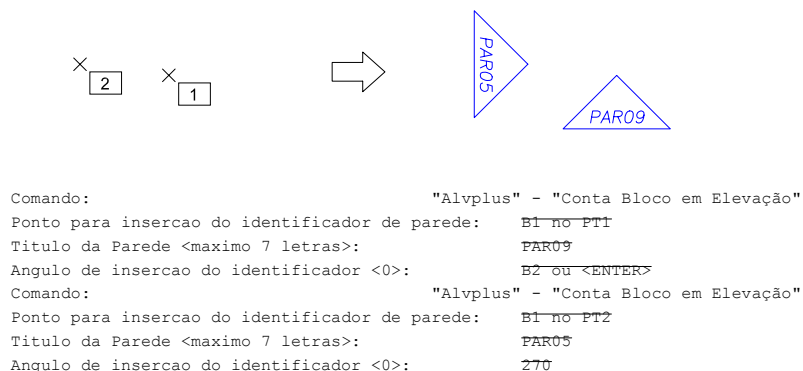 2
1
PAR05
PAR09
Comando: "Alvplus" - "Conta Bloco em Elevação"
Ponto para insercao do identificador de parede: B1 no PT1
Titulo da Parede <maximo 7 letras>: PAR09
Angulo de insercao do identificador <0>: B2 ou <ENTER>
Comando: "Alvplus" - "Conta Bloco em Elevação"
Ponto para insercao do identificador de parede: B1 no PT2
Titulo da Parede <maximo 7 letras>: PAR05
Angulo de insercao do identificador <0>: 270